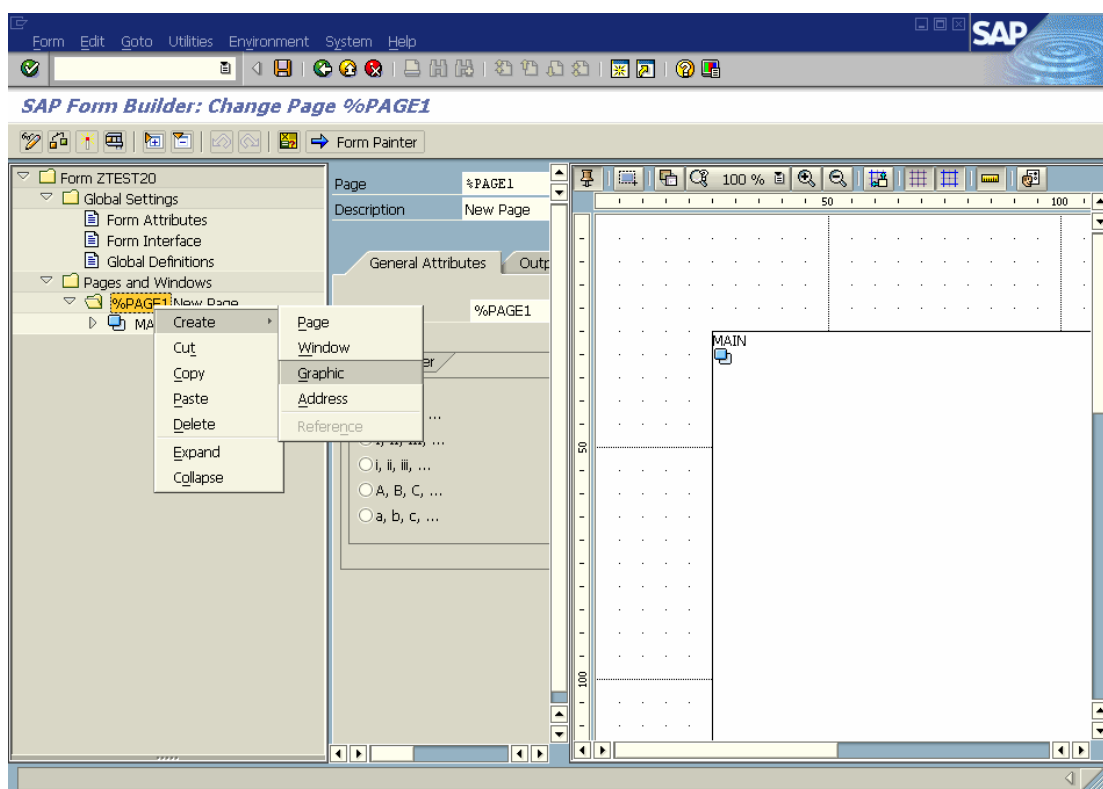 Form Edit Goto Utilities Environment System Help
SAP
SAP Form Builder: Change Page %PAGE1
Form Painter
Form ZTEST20
Global Settings
Form Attributes
Form Interface
Global Definitions
Pages and Windows
%PAGE1 New Page
MA
Create
Cut
Copy
Paste
Delete
Expand
Collapse
Page
Window
Graphic
Address
Reference
Page %PAGE1
Description New Page
General Attributes Outp
%PAGE1
er
i, ii, iii, ...
A, B, C, ...
a, b, c, ...
100 %
50 100
MAIN
50
100